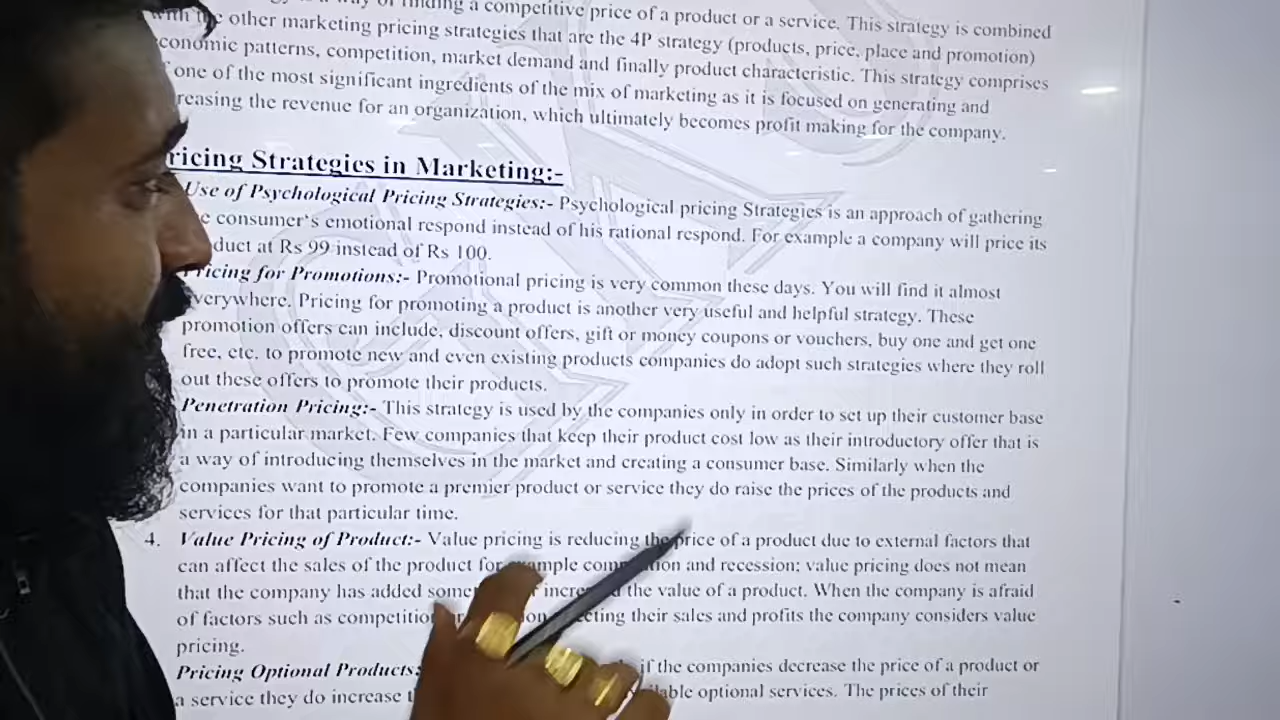 finding a competitive price of a product or a service. This strategy is combined
with the other marketing pricing strategies that are the 4P strategy (products, price, place and promotion)
conomic patterns, competition, market demand and finally product characteristic. This strategy comprises
one of the most significant ingredients of the mix of marketing as it is focused on generating and
reasing the revenue for an organization, which ultimately becomes profit making for the company.
ricing Strategies in Marketing:-
Use of Psychological Pricing Strategies:- Psychological pricing Strategies is an approach of gathering
consumer's emotional respond instead of his rational respond. For example a company will price its
duct at Rs 99 instead of Rs 100.
Pricing for Promotions:- Promotional pricing is very common these days. You will find it almost
verywhere. Pricing for promoting a product is another very useful and helpful strategy. These
promotion offers can include, discount offers, gift or money coupons or vouchers, buy one and get one
free, etc. to promote new and even existing products companies do adopt such strategies where they roll
out these offers to promote their products.
Penetration Pricing:- This strategy is used by the companies only in order to set up their customer base
in a particular market. Few companies that keep their product cost low as their introductory offer that is
a way of introducing themselves in the market and creating a consumer base. Similarly when the
companies want to promote a premier product or service they do raise the prices of the products and
services for that particular time.
4. Value Pricing of Product:- Value pricing is reducing the price of a product due to external factors that
can affect the sales of the product for example and recession; value pricing does not mean
that the company has added the value of a product. When the company is afraid
of factors such as their sales and profits the company considers value
pricing.
Pricing Optional Products: if the companies decrease the price of a product or
a service they do increase optional services. The prices of their